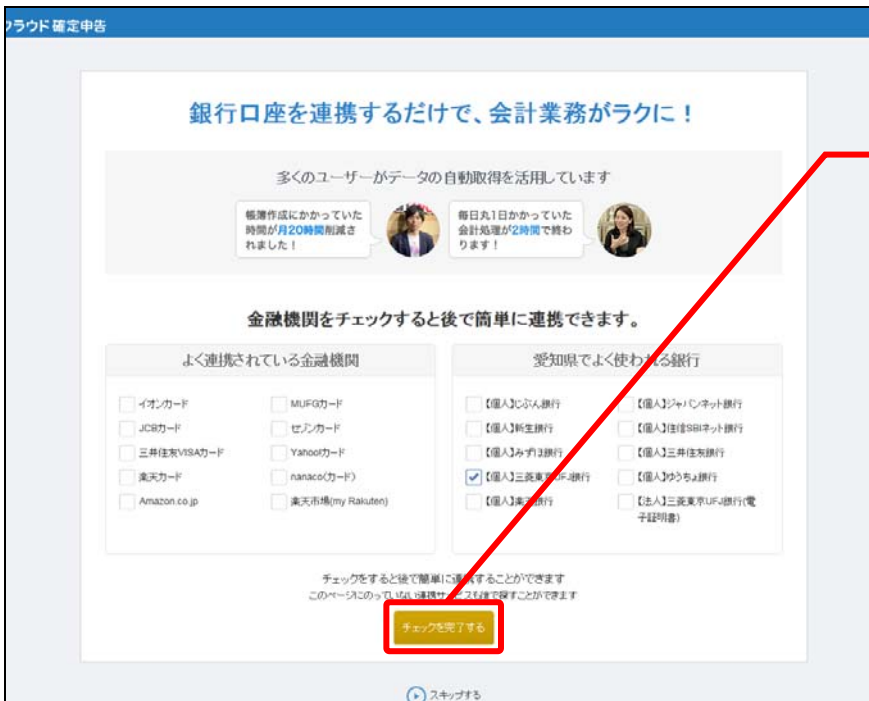 クラウド確定申告
銀行口座を連携するだけで、会計業務がラクに！
多くのユーザーがデータの自動取得を活用しています
帳簿作成にかかっていた
時間が月20時間削減さ
れました！
毎日丸1日かかっていた
会計処理が2時間で終わ
ります！
金融機関をチェックすると後で簡単に連携できます。
よく連携されている金融機関
イオンカード
MUFGカード
JCBカード
セゾンカード
三井住友VISAカード
Yahoo!カード
楽天カード
nanaco(カード)
Amazon.co.jp
楽天市場(my Rakuten)
愛知県でよく使われる銀行
【個人】じぶん銀行
【個人】ジャパンネット銀行
【個人】新生銀行
【個人】住信SBIネット銀行
【個人】みずほ銀行
【個人】三井住友銀行
【個人】三菱東京UFJ銀行
【個人】ゆうちょ銀行
【個人】楽天銀行
【法人】三菱東京UFJ銀行(電
子証明書)
チェックをすると後で簡単に連携することができます
このページにのっていない連携サービスも後で探すことができます
チェックを完了する
スキップする